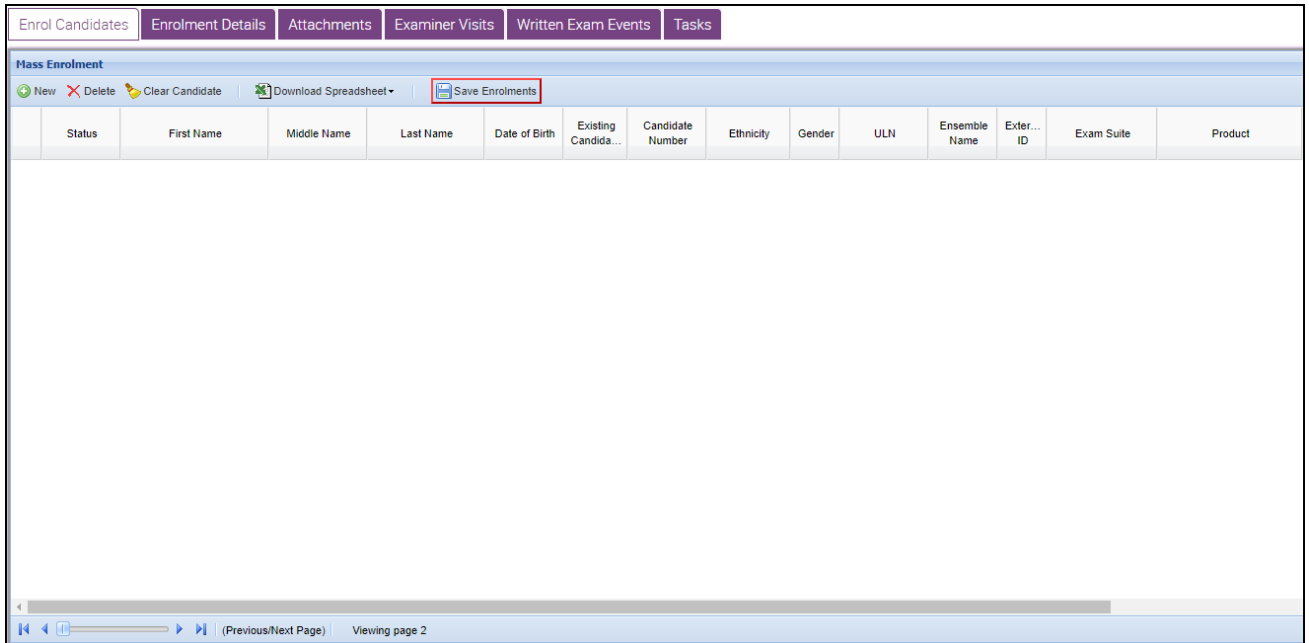 Enrol Candidates Enrolment Details Attachments Examiner Visits Written Exam Events Tasks
Mass Enrolment
New Delete Clear Candidate Download Spreadsheet Save Enrolments
Status First Name Middle Name Last Name Date of Birth Existing Candida... Candidate Number Ethnicity Gender ULN Ensemble Name Exter... ID Exam Suite Product
(Previous/Next Page) Viewing page 2